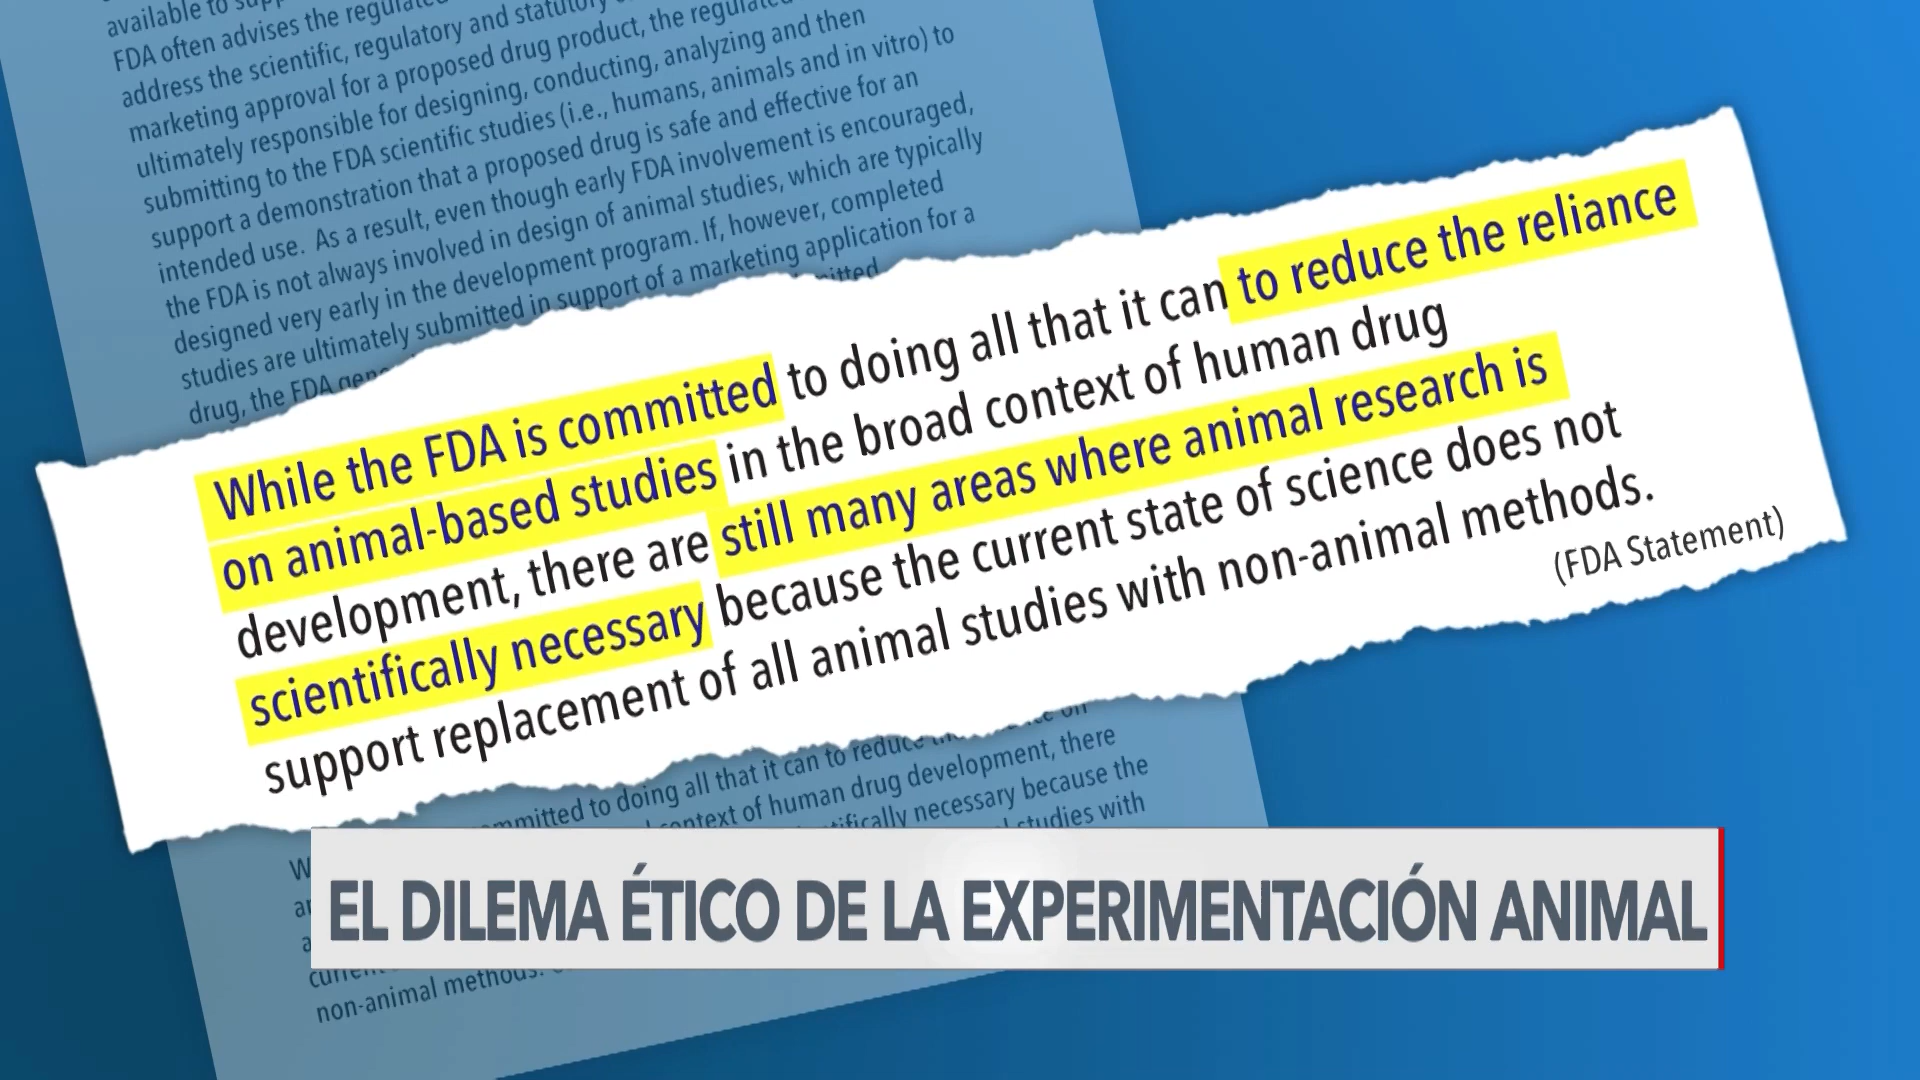 available to
FDA often advises the
address the scientific, regulatory and statutory
marketing approval for a proposed drug product, the
ultimately responsible for designing, conducting, analyzing and then
submitting to the FDA scientific studies (i.e., humans, animals and in vitro) to
support a demonstration that a proposed drug is safe and effective for an
intended use. As a result, even though early FDA involvement is encouraged,
the FDA is not always involved in design of animal studies, which are typically
designed very early in the development program. If, however, completed
studies are ultimately submitted in support of a marketing application for a
drug, the FDA
While the FDA is committed to doing all that it can to reduce the reliance
on animal-based studies in the broad context of human drug
development, there are still many areas where animal research is
scientifically necessary because the current state of science does not
support replacement of all animal studies with non-animal methods.
(FDA Statement)
to doing all that it can to reduce
context of human drug development, there
necessary because the
studies with
non-animal methods.
EL DILEMA ÉTICO DE LA EXPERIMENTACIÓN ANIMAL